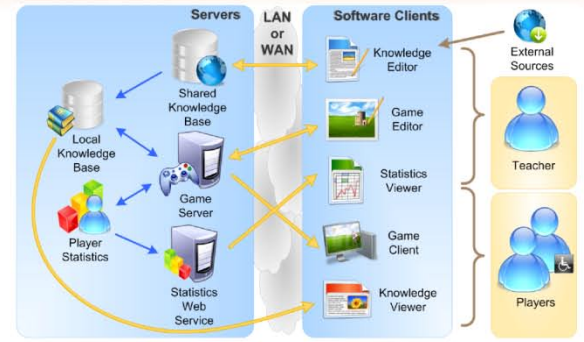 Servers
LAN
or
WAN
Software Clients
Shared
Knowledge
Base
Local
Knowledge
Base
Game
Server
Player
Statistics
Statistics
Web
Service
Knowledge
Editor
Game
Editor
Statistics
Viewer
Game
Client
Knowledge
Viewer
External
Sources
Teacher
Players